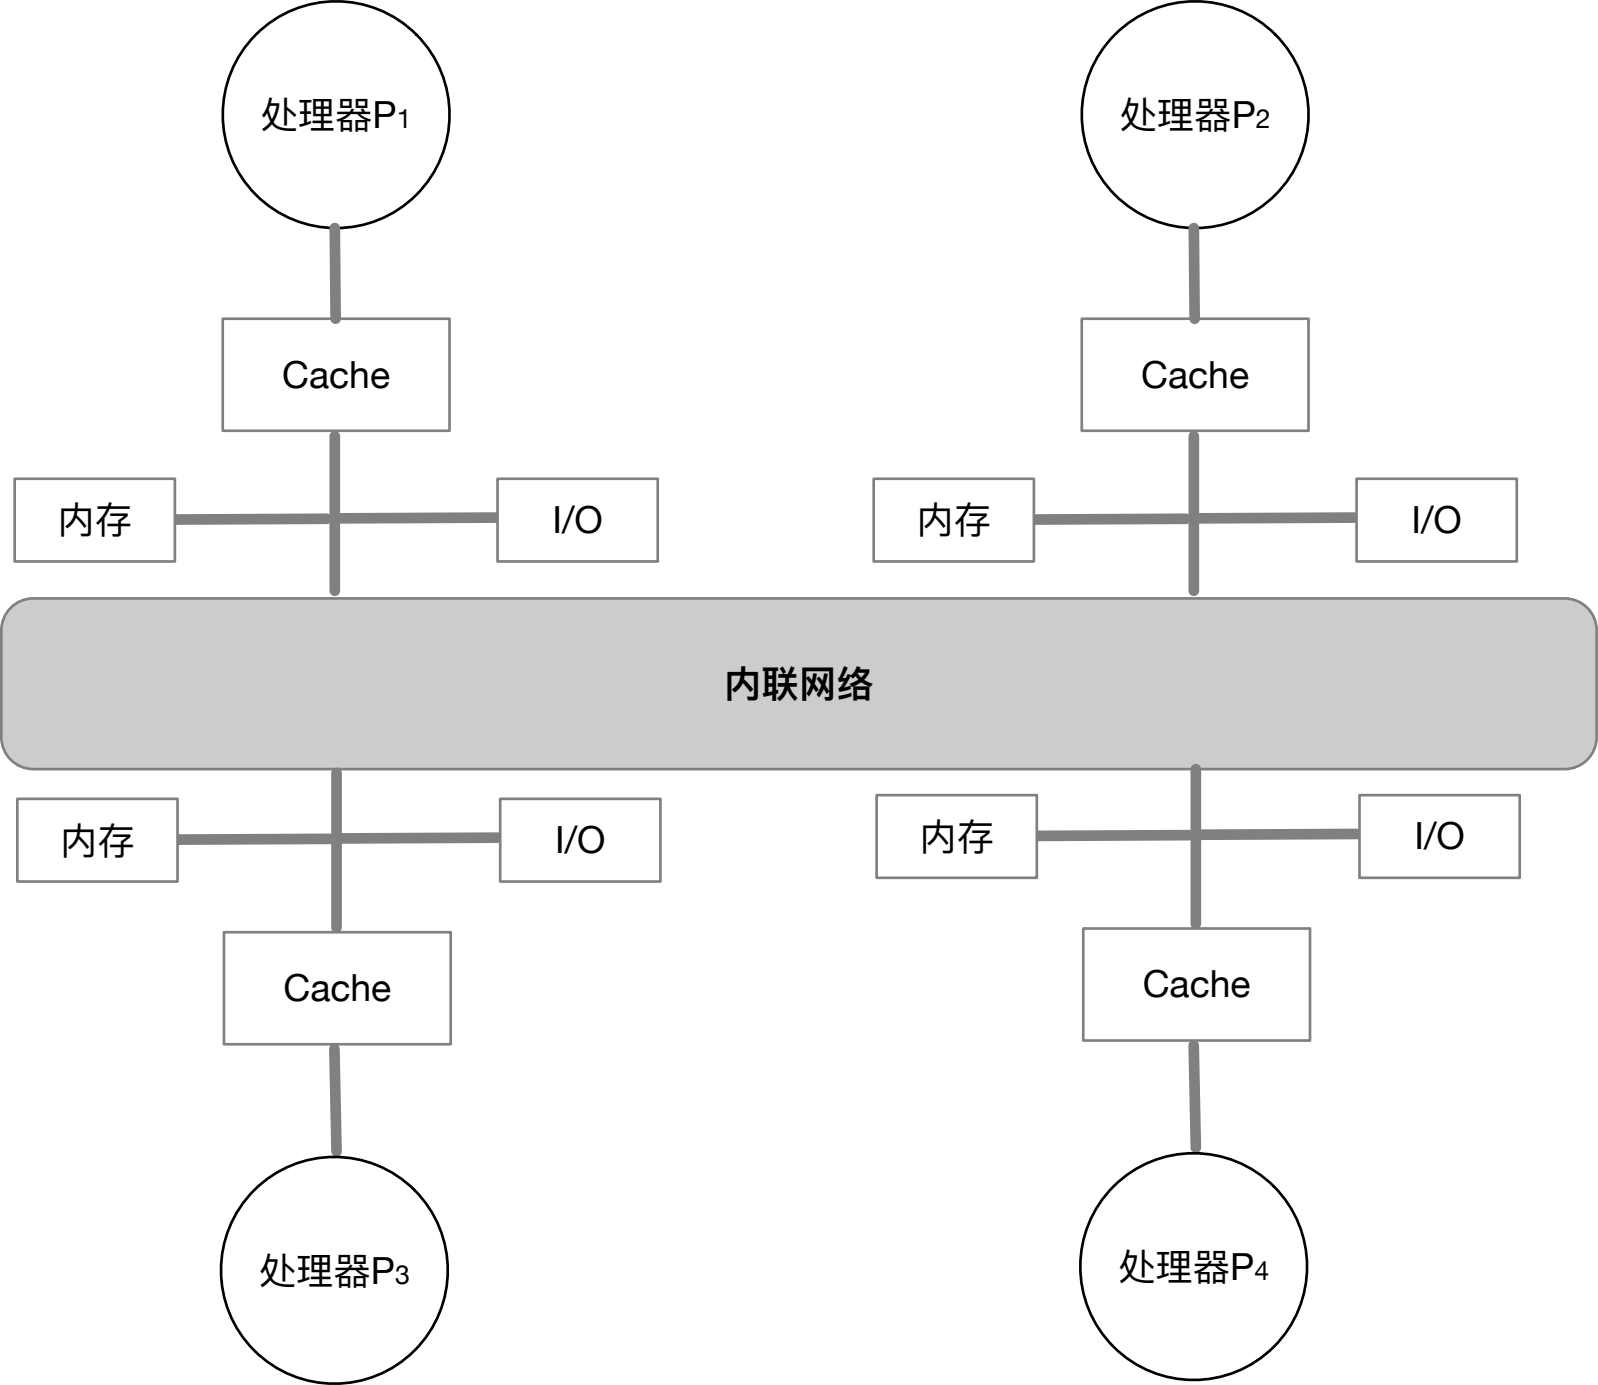 处理器P1
处理器P2
Cache
Cache
内存
I/O
内存
I/O
内联网络
内存
I/O
内存
I/O
Cache
Cache
处理器P3
处理器P4